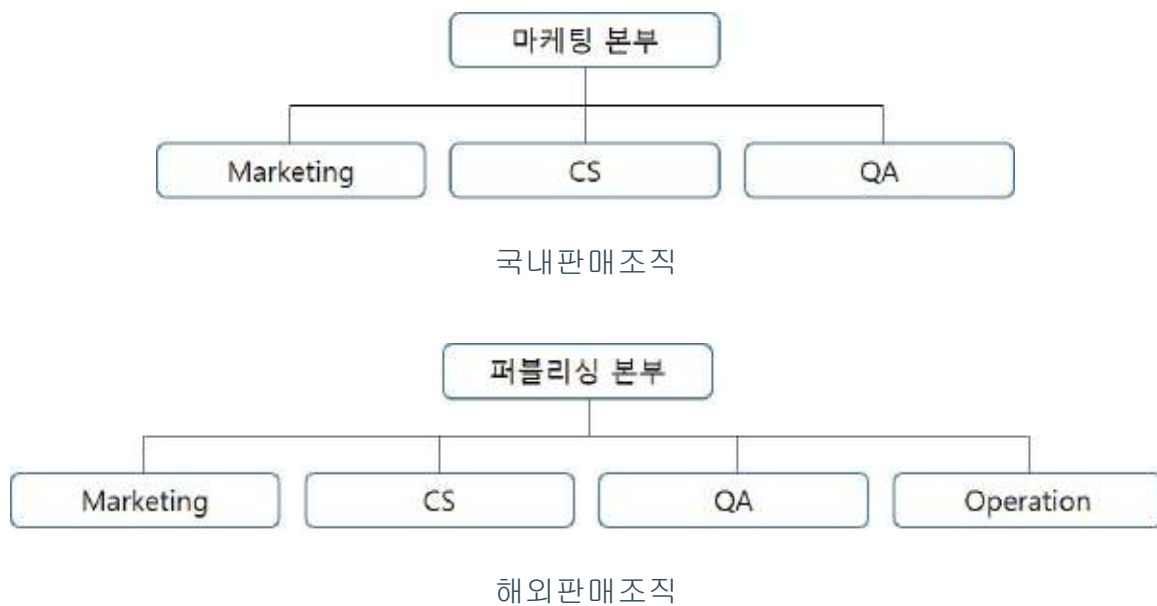 마케팅 본부
Marketing CS QA
국내판매조직
퍼블리싱 본부
Marketing CS QA Operation
해외판매조직